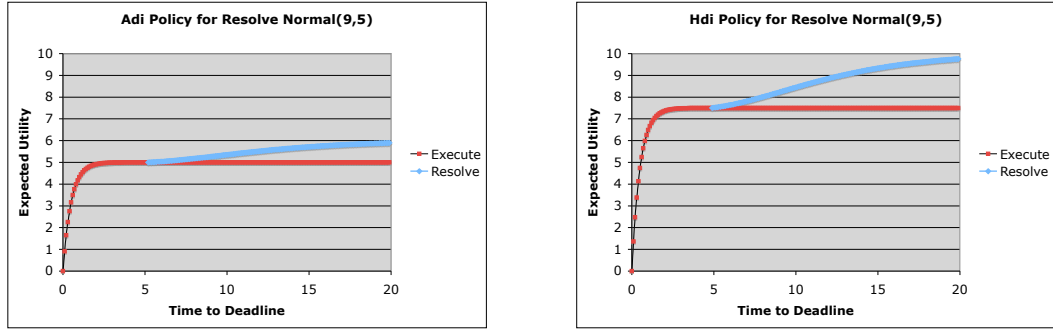 Adi Policy for Resolve Normal(9,5)
Expected Utility
10
9
8
7
6
5
4
3
2
1
0
0 5 10 15 20
Time to Deadline
Execute
Resolve
Hdi Policy for Resolve Normal(9,5)
Expected Utility
10
9
8
7
6
5
4
3
2
1
0
0 5 10 15 20
Time to Deadline
Execute
Resolve